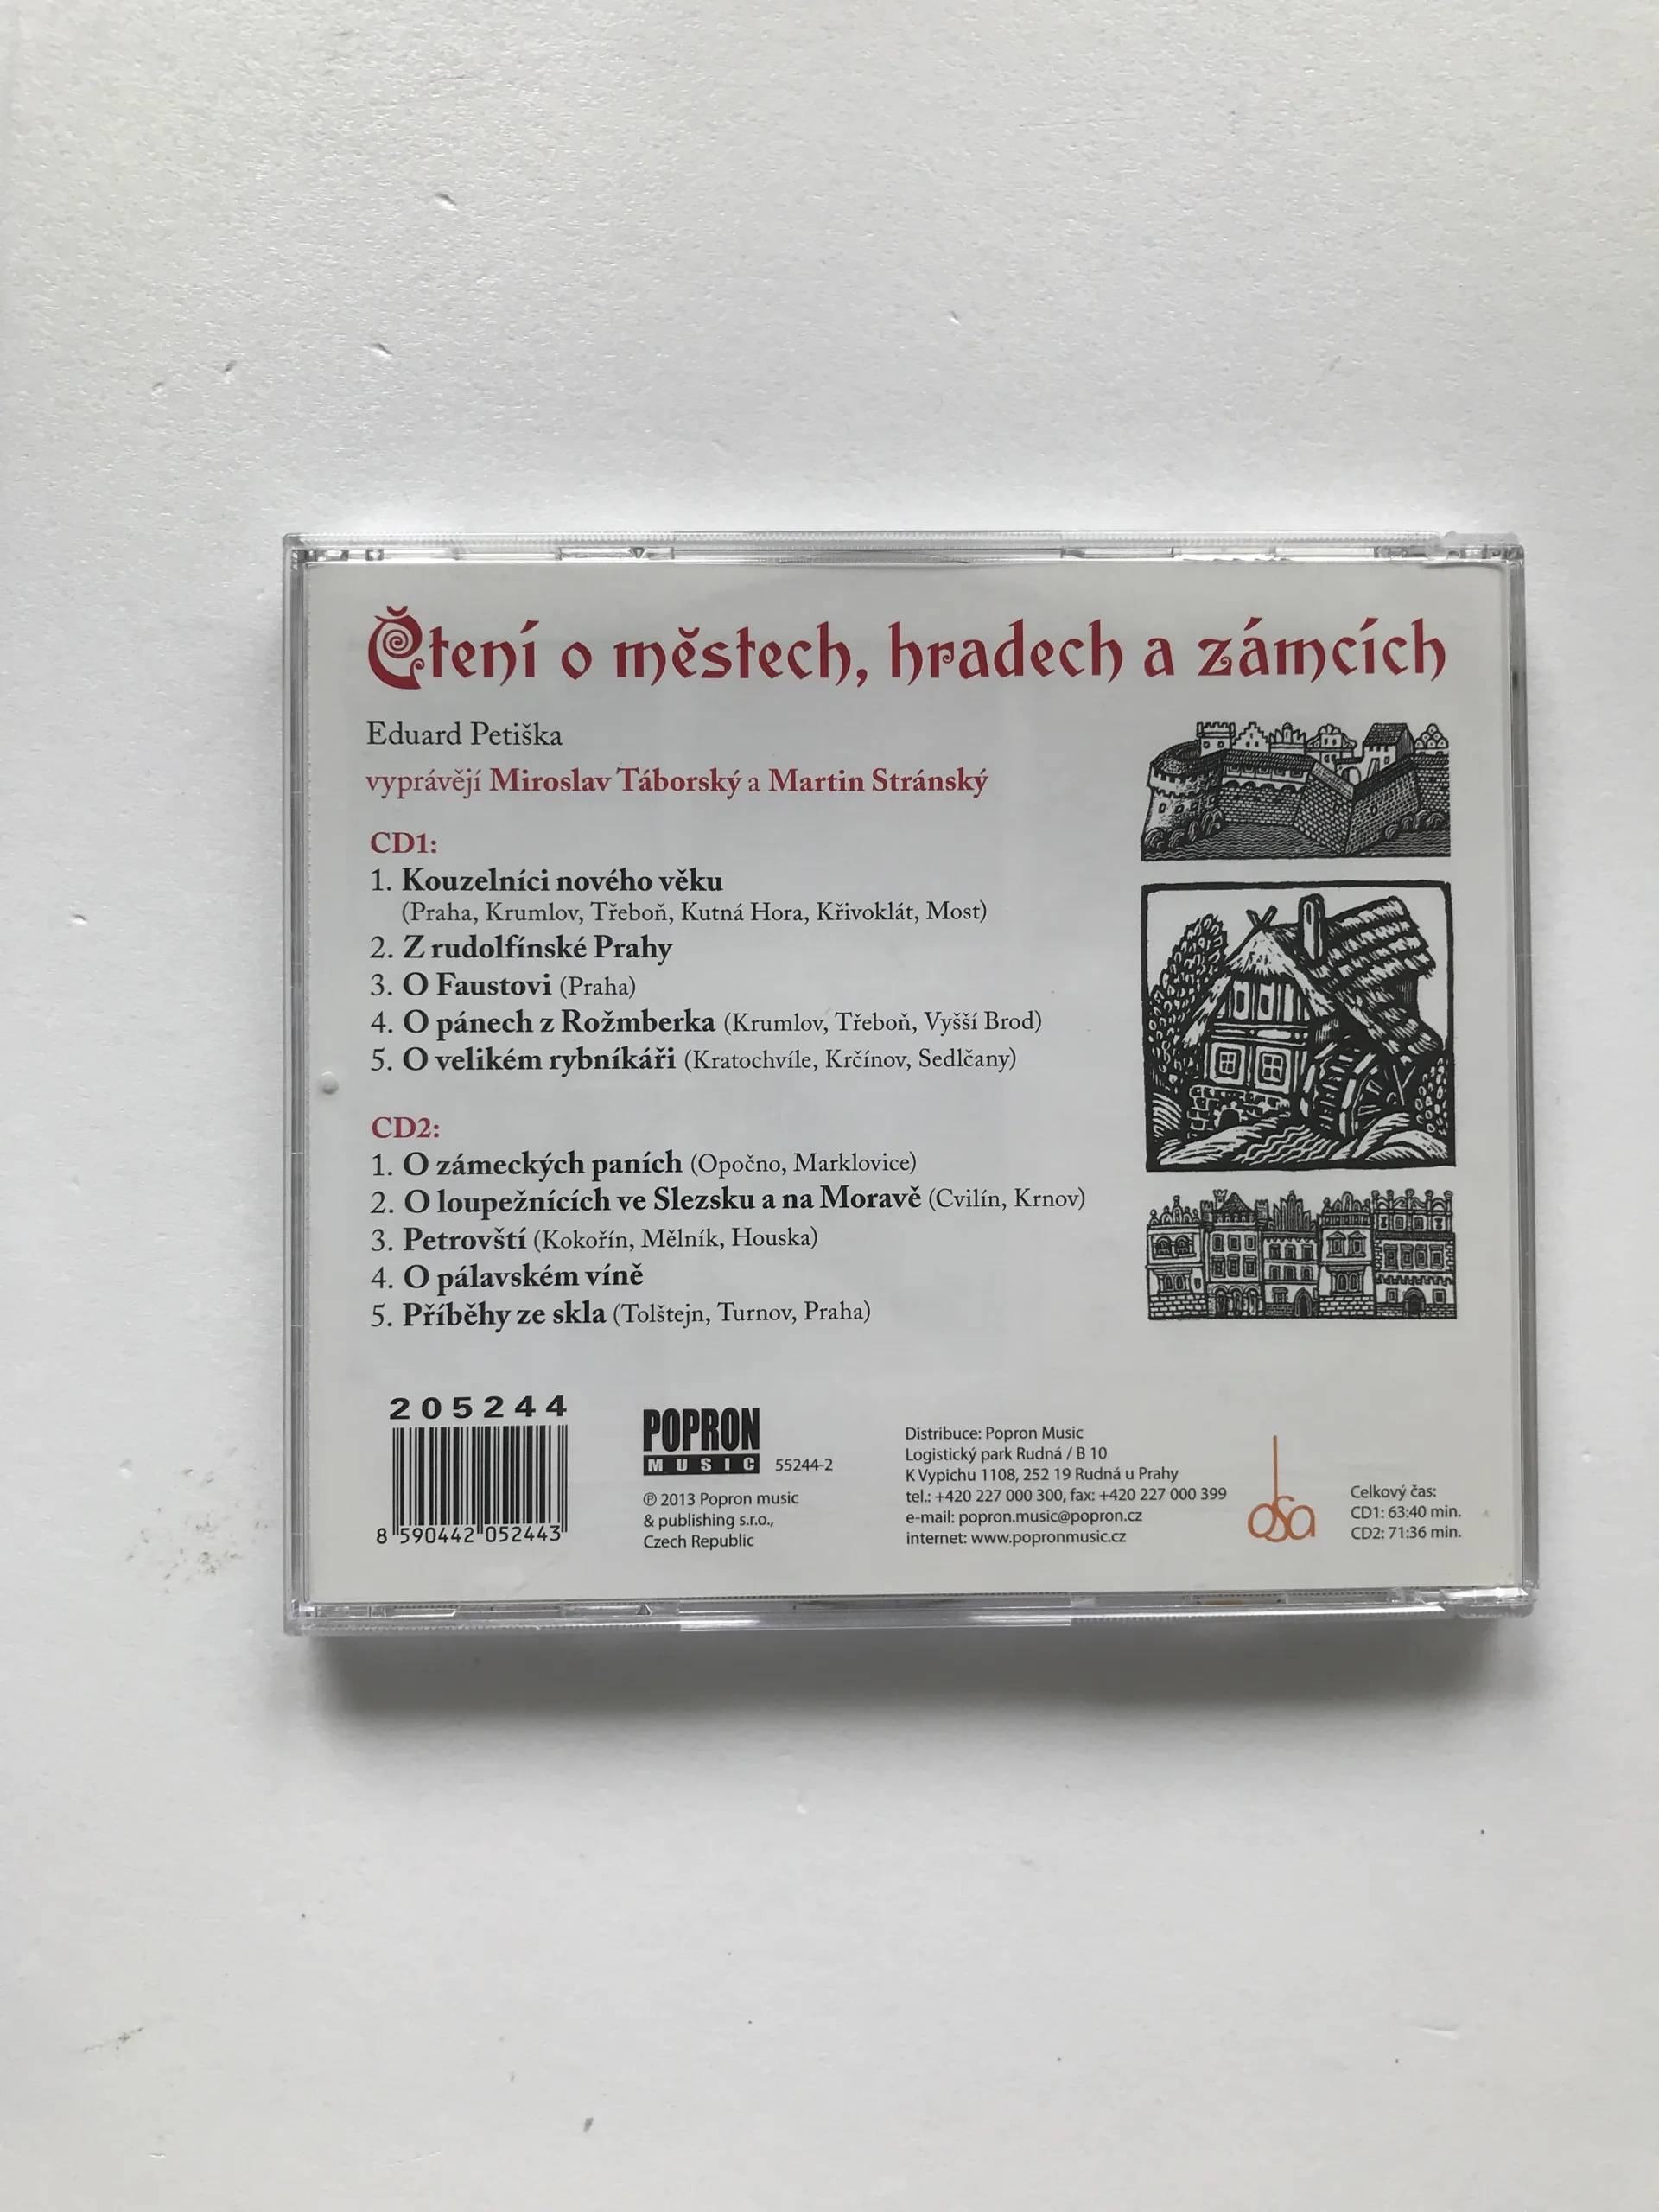 Čtení o městech, hradech a zámcích
Eduard Petiška
vyprávějí Miroslav Táborský a Martin Stránský
CD1:
1. Kouzelníci nového věku
(Praha, Krumlov, Třeboň, Kutná Hora, Křivoklát, Most)
2. Z rudolfínské Prahy
3. O Faustovi (Praha)
4. O pánech z Rožmberka (Krumlov, Třeboň, Vyšší Brod)
5. O velikém rybníkáři (Kratochvíle, Krčínov, Sedlčany)
CD2:
1. O zámeckých paních (Opočno, Marklovice)
2. O loupežnících ve Slezsku a na Moravě (Cvilín, Krnov)
3. Petrovští (Kokořín, Mělník, Houska)
4. O pálavském víně
5. Příběhy ze skla (Tolštejn, Turnov, Praha)
205244
8 590442 052443
POPRON
MUSIC 55244-2
℗ 2013 Popron music
& publishing s.r.o.,
Czech Republic
Distribuce: Popron Music
Logistický park Rudná / B 10
K Vypichu 1108, 252 19 Rudná u Prahy
tel.: +420 227 000 300, fax: +420 227 000 399
e-mail: popron.music@popron.cz
internet: www.popronmusic.cz
osa
Celkový čas:
CD1: 63:40 min.
CD2: 71:36 min.